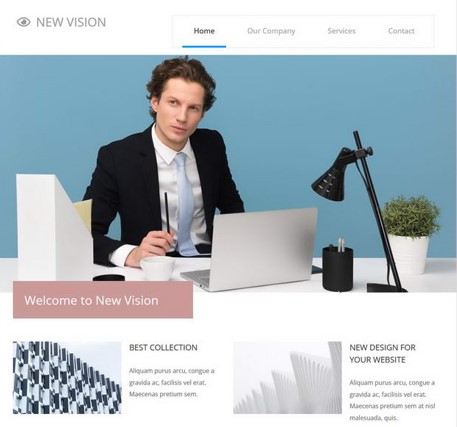 NEW VISION
Home Our Company Services Contact
Welcome to New Vision
BEST COLLECTION
Aliquam purus arcu, congue a
gravida ac, facilisis vel erat.
Maecenas pretium sem.
NEW DESIGN FOR
YOUR WEBSITE
Aliquam purus arcu, congue a
gravida ac, facilisis vel erat.
Maecenas pretium sem at nisl
malesuada, quis.